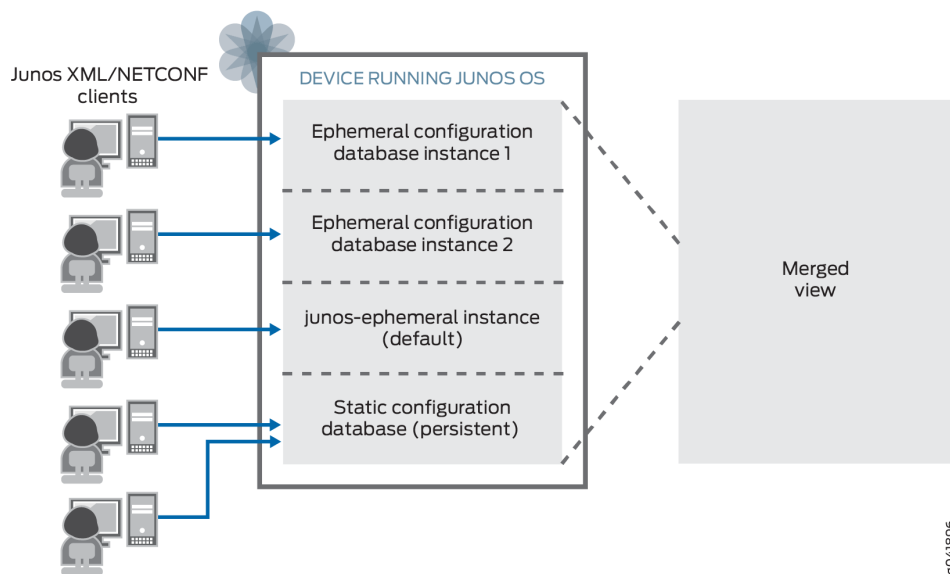 Junos XML/NETCONF
clients
DEVICE RUNNING JUNOS OS
Ephemeral configuration
database instance 1
Ephemeral configuration
database instance 2
junos-ephemeral instance
(default)
Static configuration
database (persistent)
Merged
view